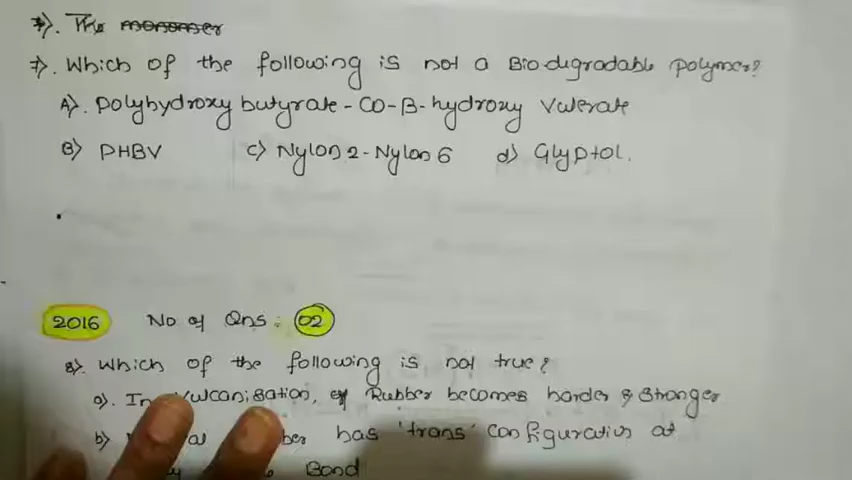 7). The monomer
7). Which of the following is not a Bio-degradable polymer?
A). Polyhydroxy butyrate - CO - β - hydroxy Valerate
B) PHBV c) Nylon 2 - Nylon 6 d) Glyptol.
2016 No of Qns: 02
8). Which of the following is not true?
a). In Vulcanisation, of Rubber becomes harder & stronger
b) has 'trans' configuration at
Bond